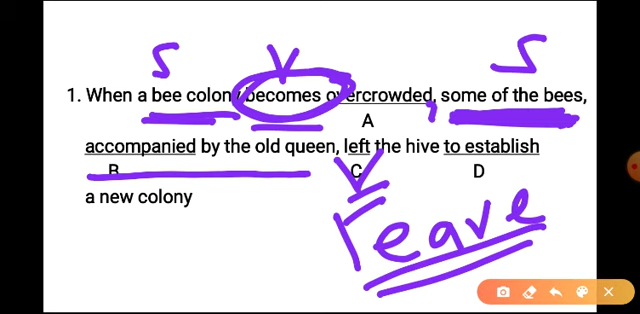 S V S
1. When a bee colony becomes overcrowded, some of the bees,
A
accompanied by the old queen, left the hive to establish
B C D
a new colony
V
leave